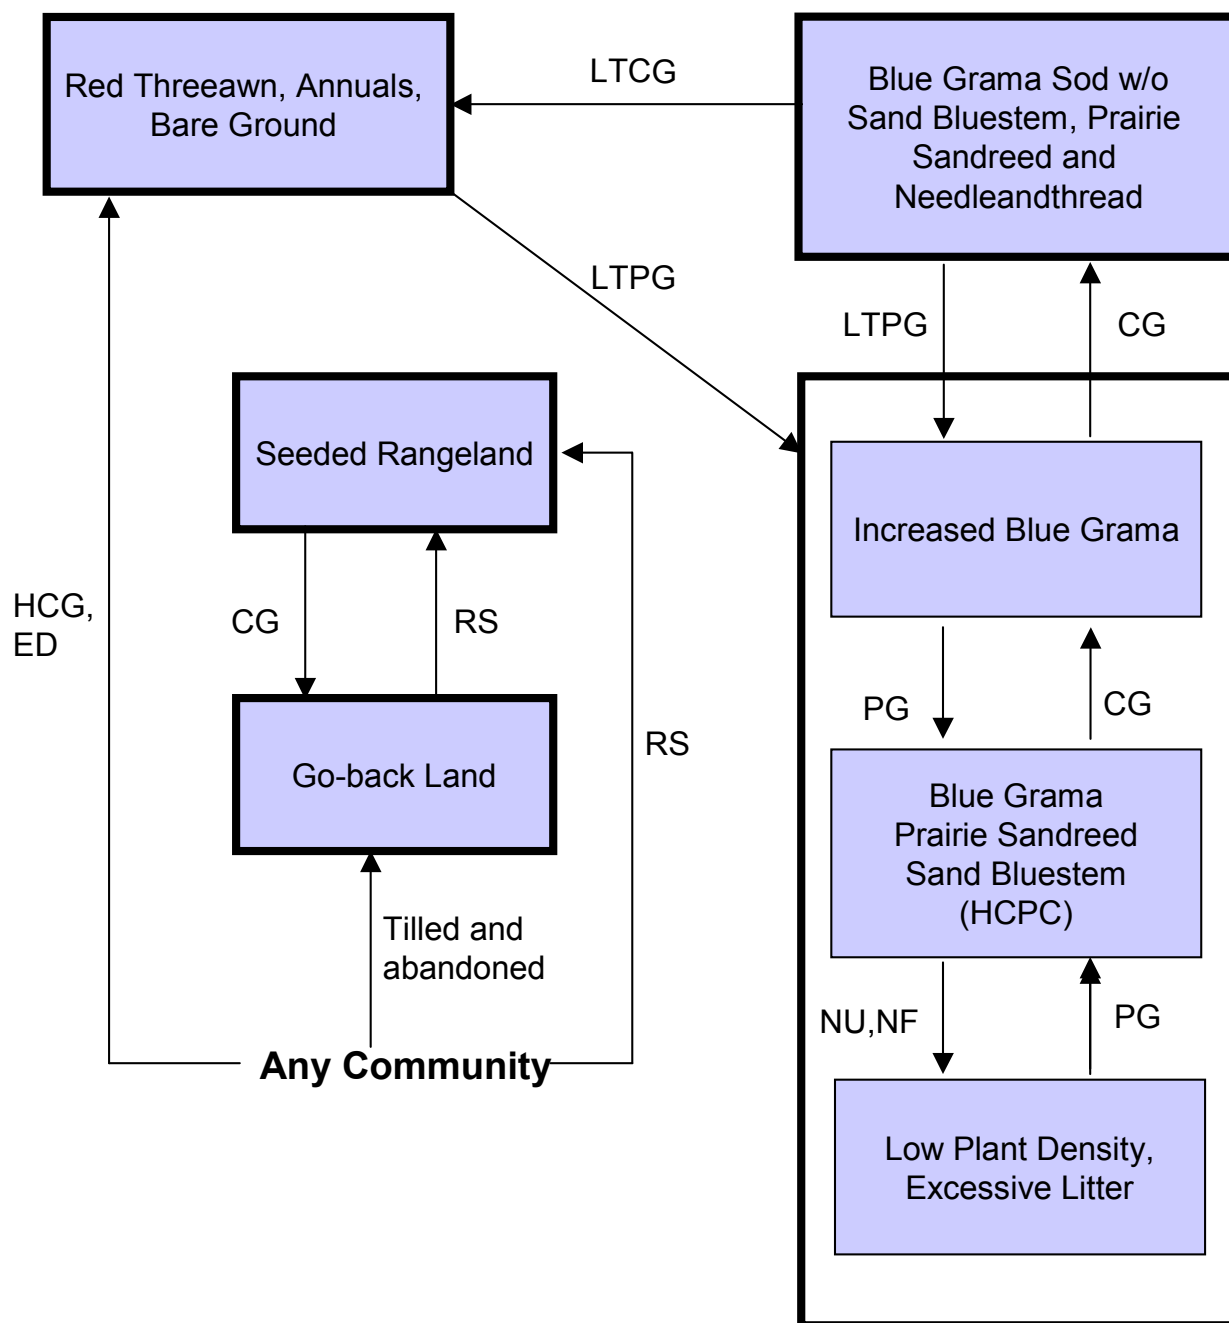 Red Threeawn, Annuals,
Bare Ground
LTCG
Blue Grama Sod w/o
Sand Bluestem, Prairie
Sandreed and
Needleandthread
LTPG
LTPG
CG
Seeded Rangeland
Increased Blue Grama
HCG,
ED
CG
RS
PG
CG
RS
Go-back Land
Blue Grama
Prairie Sandreed
Sand Bluestem
(HCPC)
Tilled and
abandoned
NU,NF
PG
Any Community
Low Plant Density,
Excessive Litter